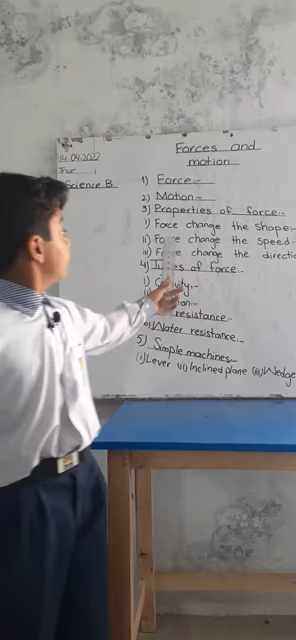 Forces and
motion
14.04.2022
Thur
Science B
1) Force:-
2) Motion:-
3) Properties of force:-
i) Force change the shape:-
ii) Force change the speed:-
iii) Force change the directio
4) of force:-
i)
resistance:-
Water resistance:-
5) Simple machines
(i) Lever (ii) Inclined plane (iii) Wedge